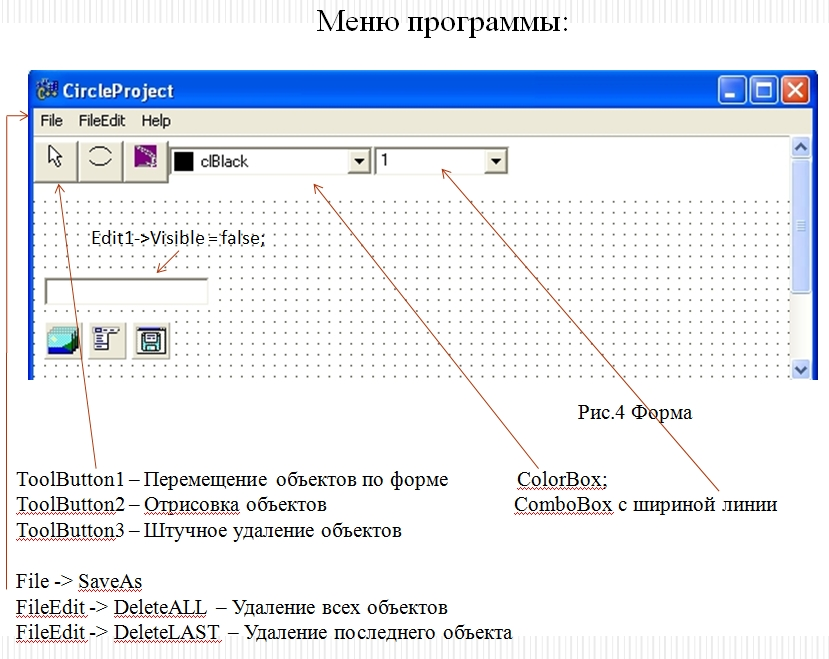 Меню программы:
CircleProject
File FileEdit Help
clBlack 1
Edit1->Visible = false;
Рис.4 Форма
ToolButton1 – Перемещение объектов по форме ColorBox;
ToolButton2 – Отрисовка объектов ComboBox с шириной линии
ToolButton3 – Штучное удаление объектов
File -> SaveAs
FileEdit -> DeleteALL – Удаление всех объектов
FileEdit -> DeleteLAST – Удаление последнего объекта